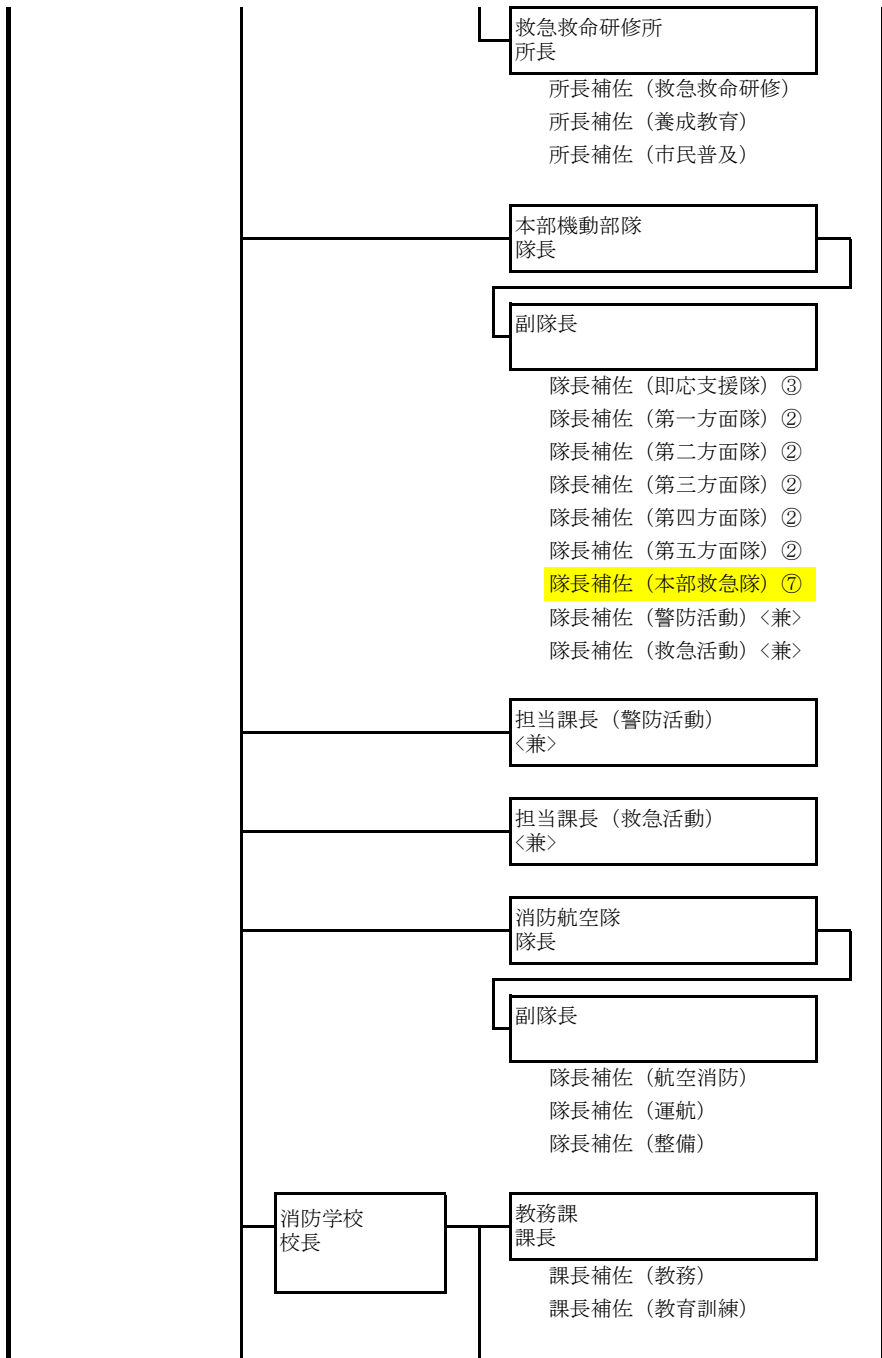 救急救命研修所
所長
所長補佐（救急救命研修）
所長補佐（養成教育）
所長補佐（市民普及）
本部機動部隊
隊長
副隊長
隊長補佐（即応支援隊）③
隊長補佐（第一方面隊）②
隊長補佐（第二方面隊）②
隊長補佐（第三方面隊）②
隊長補佐（第四方面隊）②
隊長補佐（第五方面隊）②
隊長補佐（本部救急隊）⑦
隊長補佐（警防活動）<兼>
隊長補佐（救急活動）<兼>
担当課長（警防活動）
<兼>
担当課長（救急活動）
<兼>
消防航空隊
隊長
副隊長
隊長補佐（航空消防）
隊長補佐（運航）
隊長補佐（整備）
消防学校
校長
教務課
課長
課長補佐（教務）
課長補佐（教育訓練）